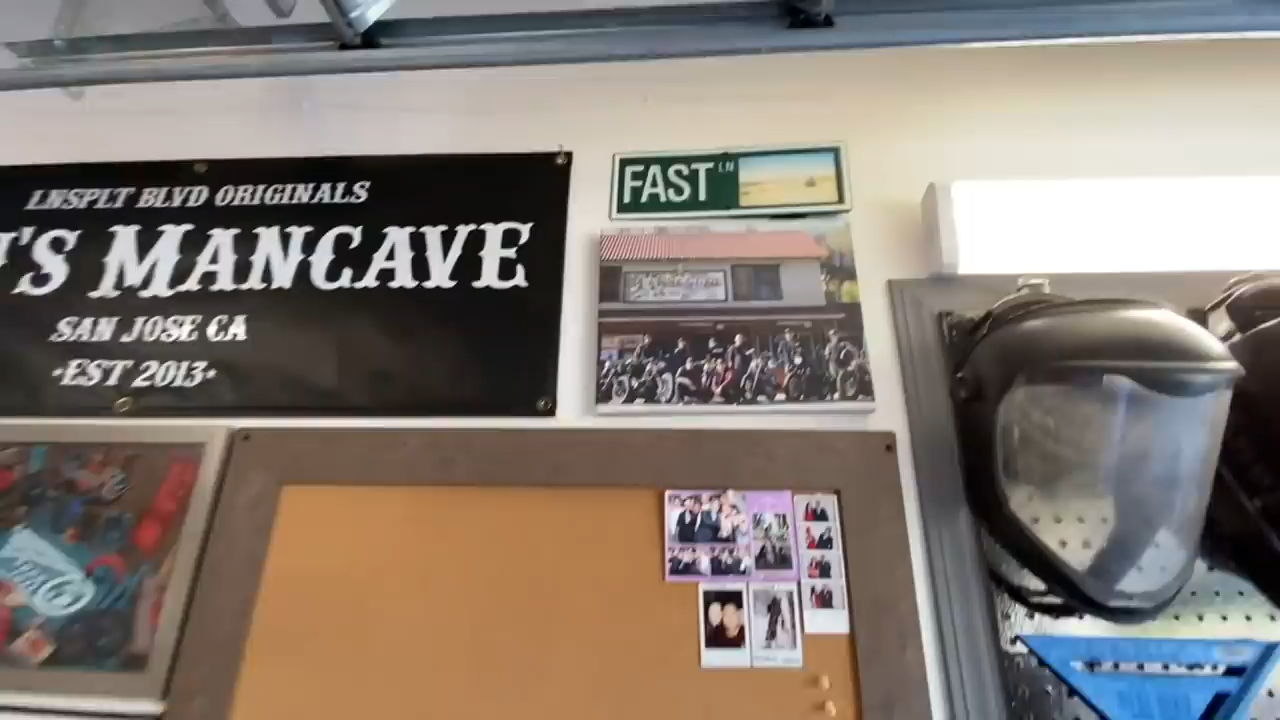 LNSPLT BLVD ORIGINALS
'S MANCAVE
SAN JOSE CA
·EST 2013·
FAST LN